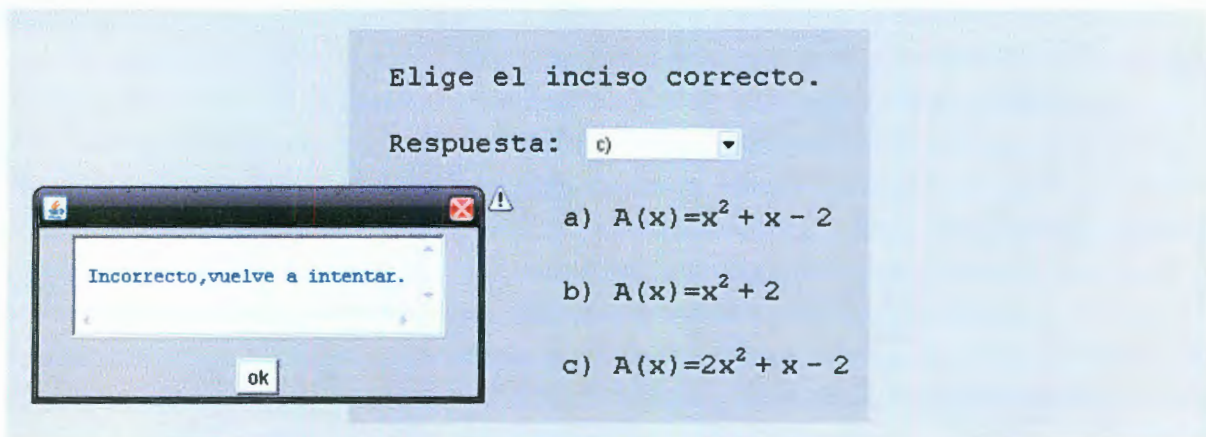 Elige el inciso correcto.
Respuesta: c)
a) A(x)=x² + x - 2
Incorrecto,vuelve a intentar.
b) A(x)=x² + 2
c) A(x)=2x² + x - 2
ok